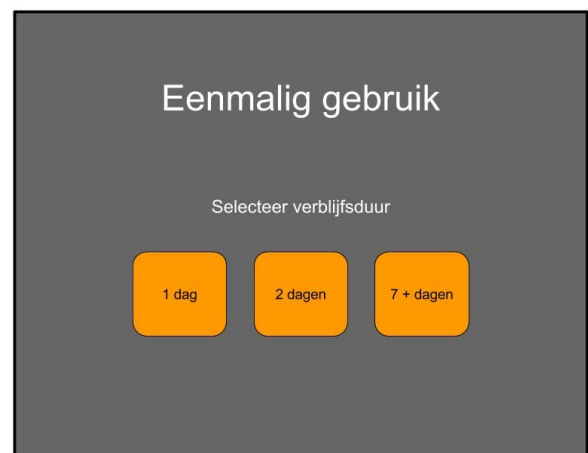 Eenmalig gebruik
Selecteer verblijfsduur
1 dag
2 dagen
7 + dagen